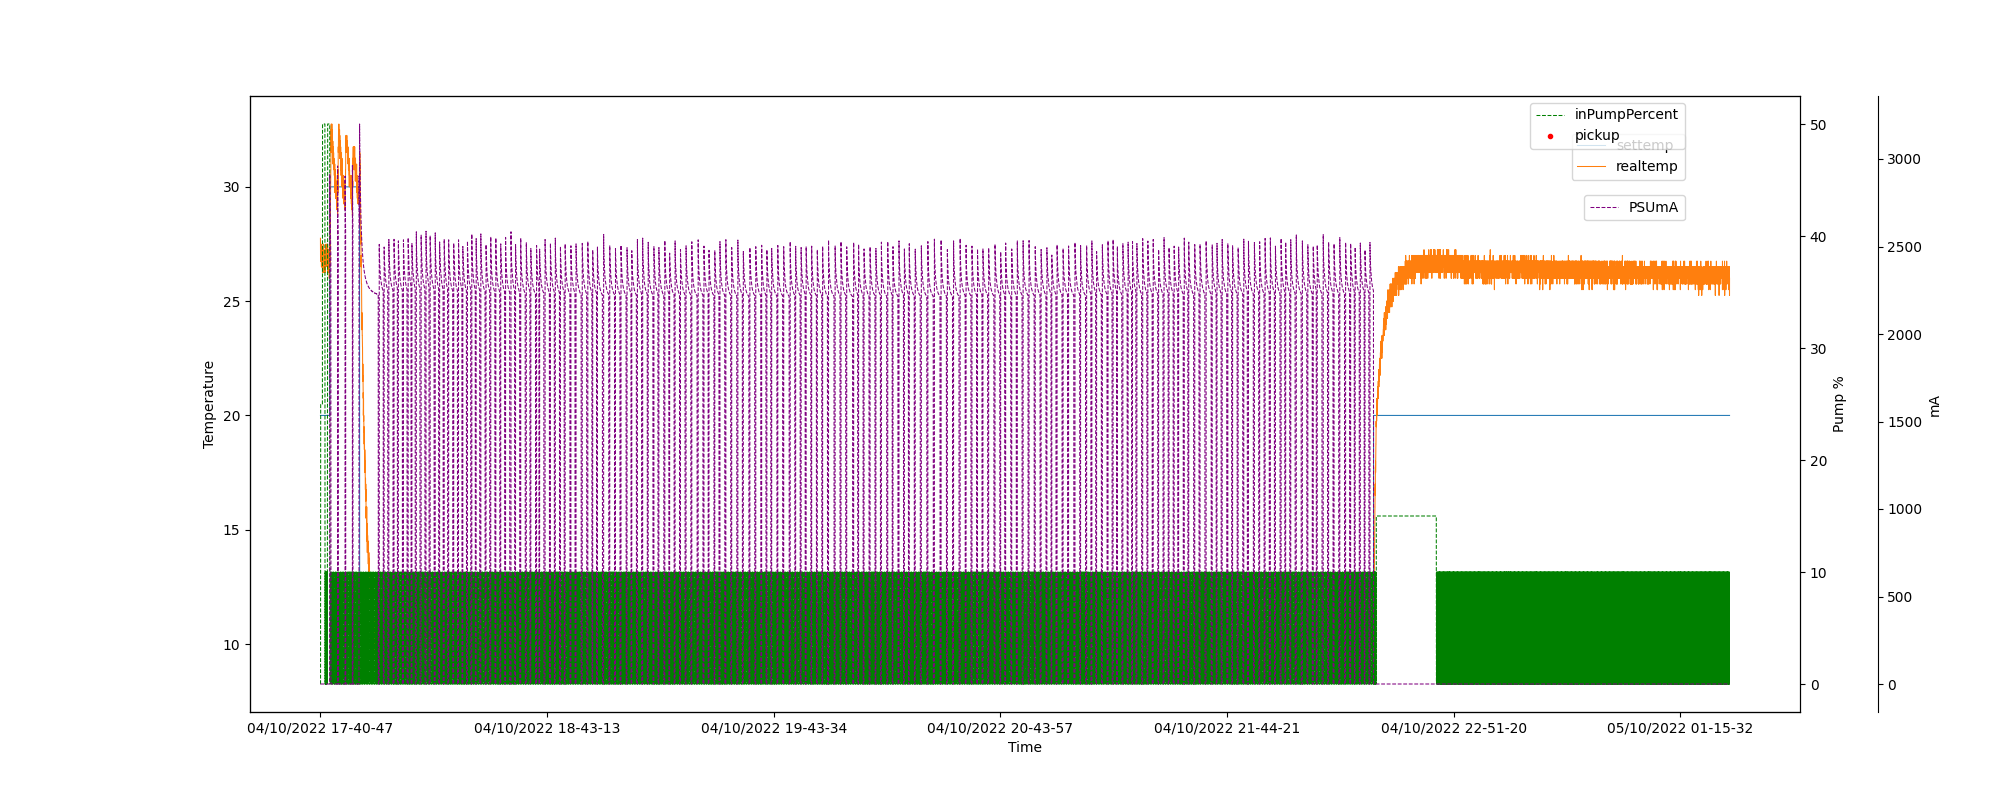 inPumpPercent
pickup
settemp
realtemp
PSUmA
30
25
20
15
10
Temperature
50
40
30
20
10
0
Pump %
3000
2500
2000
1500
1000
500
0
mA
04/10/2022 17-40-47
04/10/2022 18-43-13
04/10/2022 19-43-34
04/10/2022 20-43-57
04/10/2022 21-44-21
04/10/2022 22-51-20
05/10/2022 01-15-32
Time